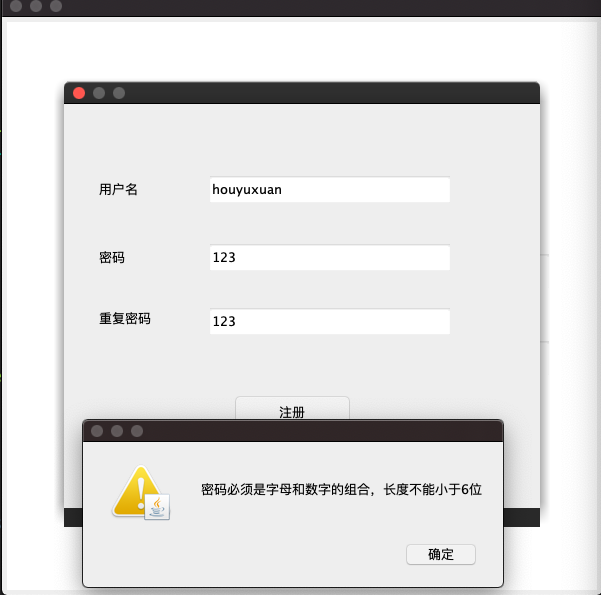 用户名
houyuxuan
密码
123
重复密码
123
注册
密码必须是字母和数字的组合，长度不能小于6位
确定